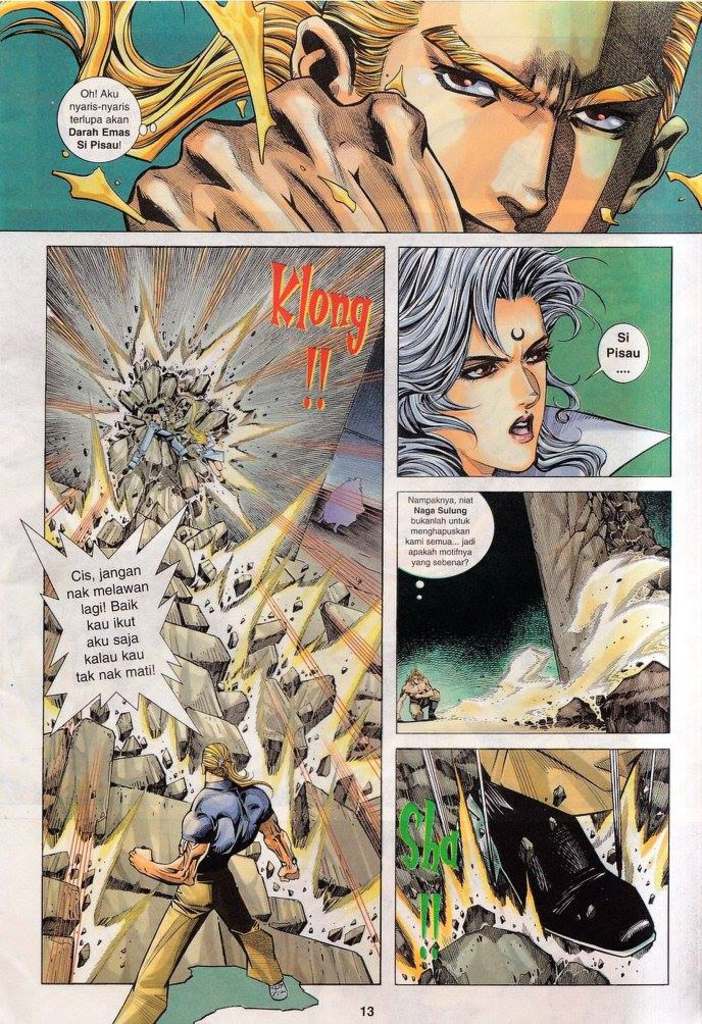 Oh! Aku
nyaris-nyaris
terlupa akan
Darah Emas
Si Pisau!
Klong
!!
Cis, jangan
nak melawan
lagi! Baik
kau ikut
aku saja
kalau kau
tak nak mati!
Si
Pisau
....
Nampaknya, niat
Naga Sulung
bukanlah untuk
menghapuskan
kami semua... jadi
apakah motifnya
yang sebenar?
Sha
!!
13